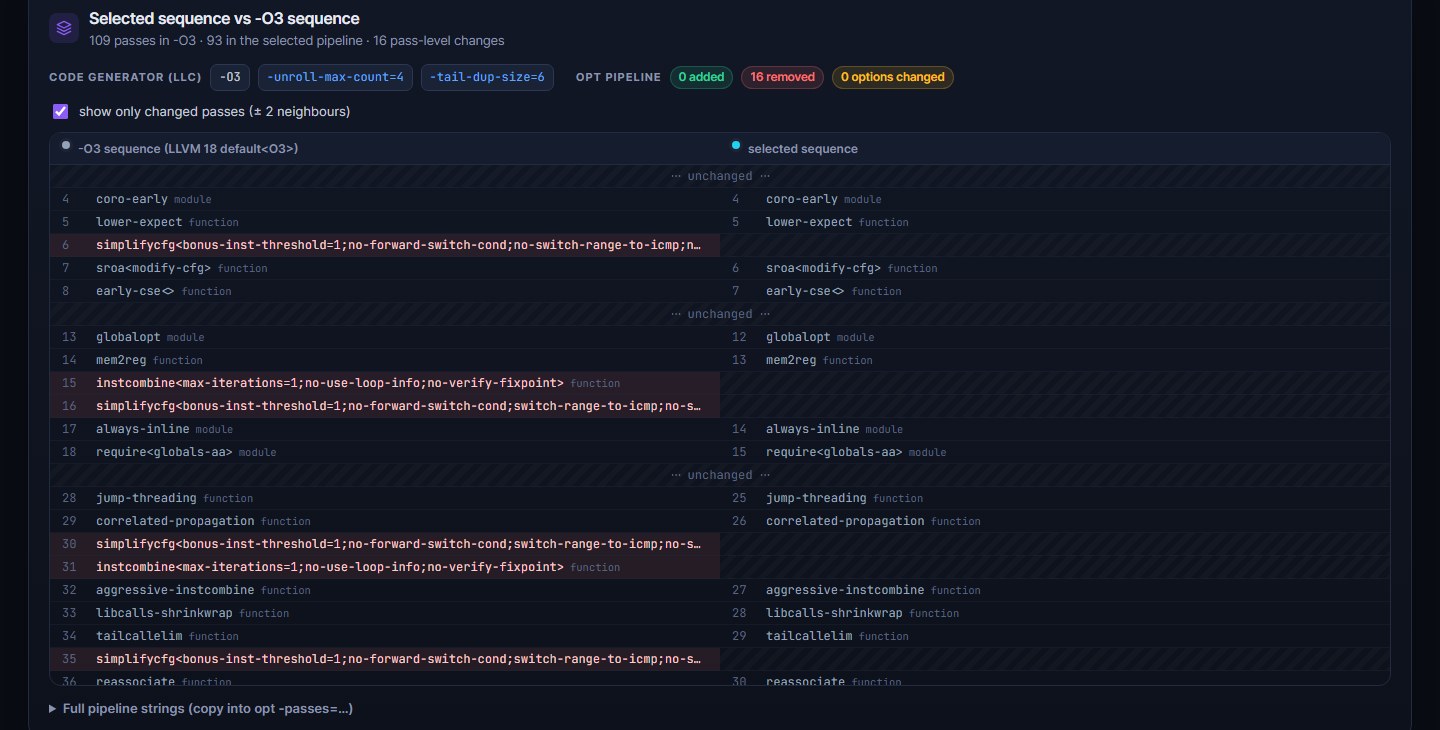 Selected sequence vs -O3 sequence
109 passes in -O3 · 93 in the selected pipeline · 16 pass-level changes
CODE GENERATOR (LLC) -O3 -unroll-max-count=4 -tail-dup-size=6 OPT PIPELINE 0 added 16 removed 0 options changed
show only changed passes (± 2 neighbours)
-O3 sequence (LLVM 18 default<O3>) selected sequence
··· unchanged ···
4 coro-early module 4 coro-early module
5 lower-expect function 5 lower-expect function
6 simplifycfg<bonus-inst-threshold=1;no-forward-switch-cond;no-switch-range-to-icmp;n…
7 sroa<modify-cfg> function 6 sroa<modify-cfg> function
8 early-cse<> function 7 early-cse<> function
··· unchanged ···
13 globalopt module 12 globalopt module
14 mem2reg function 13 mem2reg function
15 instcombine<max-iterations=1;no-use-loop-info;no-verify-fixpoint> function
16 simplifycfg<bonus-inst-threshold=1;no-forward-switch-cond;switch-range-to-icmp;no-s…
17 always-inline module 14 always-inline module
18 require<globals-aa> module 15 require<globals-aa> module
··· unchanged ···
28 jump-threading function 25 jump-threading function
29 correlated-propagation function 26 correlated-propagation function
30 simplifycfg<bonus-inst-threshold=1;no-forward-switch-cond;switch-range-to-icmp;no-s…
31 instcombine<max-iterations=1;no-use-loop-info;no-verify-fixpoint> function
32 aggressive-instcombine function 27 aggressive-instcombine function
33 libcalls-shrinkwrap function 28 libcalls-shrinkwrap function
34 tailcallelim function 29 tailcallelim function
35 simplifycfg<bonus-inst-threshold=1;no-forward-switch-cond;switch-range-to-icmp;no-s…
36 reassociate function 30 reassociate function
Full pipeline strings (copy into opt -passes=…)